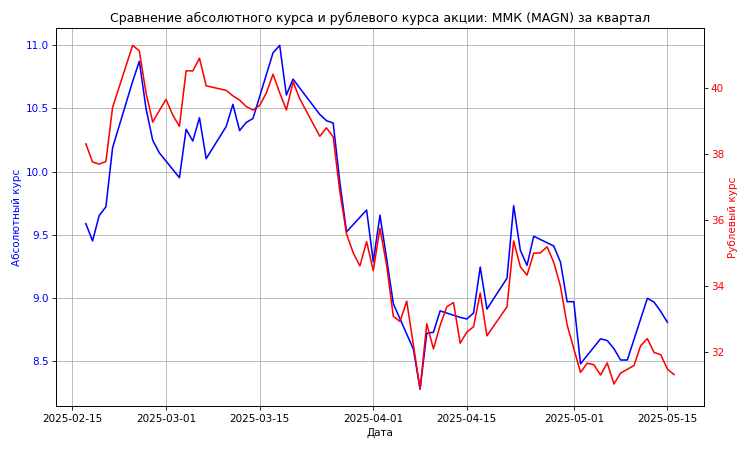 Сравнение абсолютного курса и рублевого курса акции: ММК (MAGN) за квартал
11.0
10.5
10.0
9.5
9.0
8.5
Абсолютный курс
40
38
36
34
32
Рублевый курс
2025-02-15 2025-03-01 2025-03-15 2025-04-01 2025-04-15 2025-05-01 2025-05-15
Дата